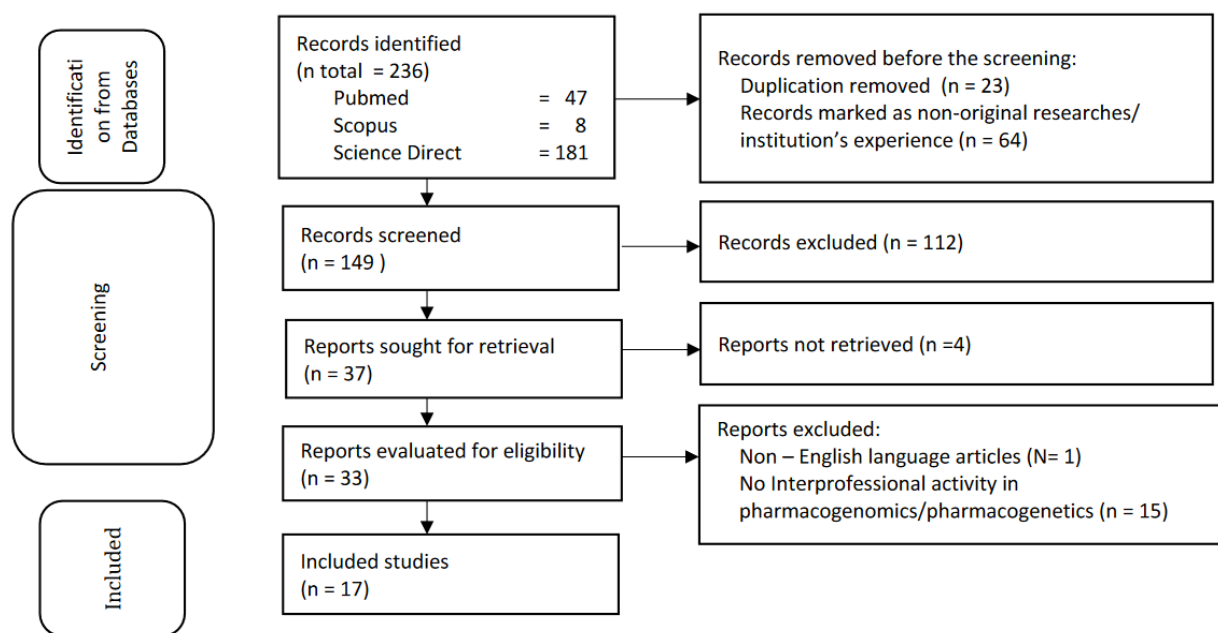 Identificati
on from
Databases
Records identified
(n total = 236)
Pubmed = 47
Scopus = 8
Science Direct = 181
Records removed before the screening:
Duplication removed (n = 23)
Records marked as non-original researches/
institution's experience (n = 64)
Screening
Records screened
(n = 149 )
Records excluded (n = 112)
Reports sought for retrieval
(n = 37)
Reports not retrieved (n =4)
Reports evaluated for eligibility
(n = 33)
Reports excluded:
Non – English language articles (N= 1)
No Interprofessional activity in
pharmacogenomics/pharmacogenetics (n = 15)
Included
Included studies
(n = 17)